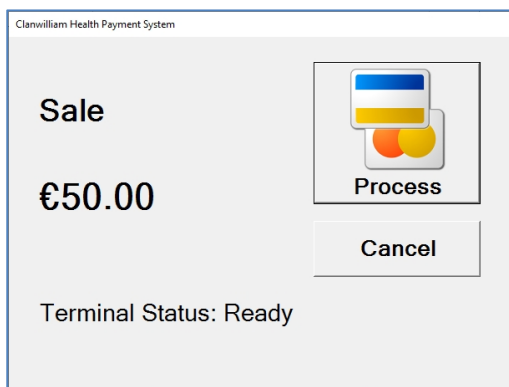 Clanwilliam Health Payment System
Sale
€50.00
Process
Cancel
Terminal Status: Ready